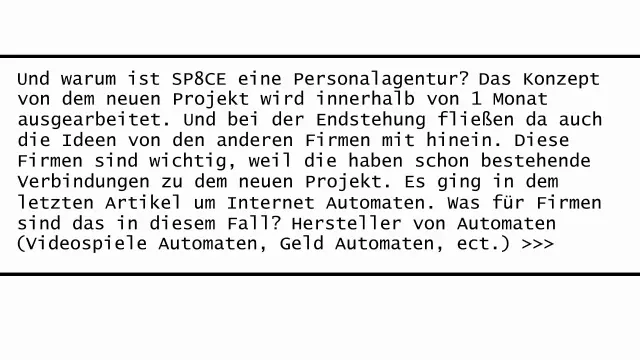 Und warum ist SP8CE eine Personalagentur? Das Konzept
von dem neuen Projekt wird innerhalb von 1 Monat
ausgearbeitet. Und bei der Endstehung fließen da auch
die Ideen von den anderen Firmen mit hinein. Diese
Firmen sind wichtig, weil die haben schon bestehende
Verbindungen zu dem neuen Projekt. Es ging in dem
letzten Artikel um Internet Automaten. Was für Firmen
sind das in diesem Fall? Hersteller von Automaten
(Videospiele Automaten, Geld Automaten, ect.) >>>